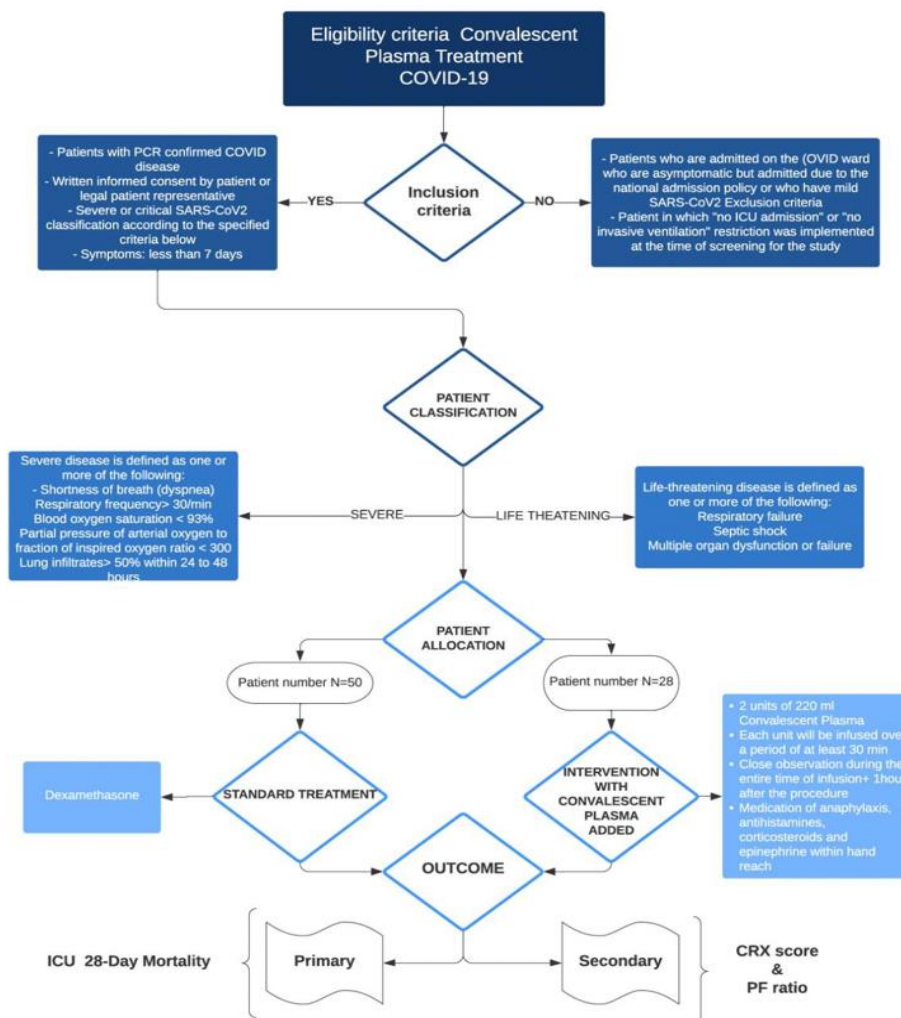 Eligibility criteria Convalescent
Plasma Treatment
COVID-19
- Patients with PCR confirmed COVID
disease
- Written informed consent by patient or
legal patient representative
- Severe or critical SARS-CoV2
classification according to the specified
criteria below
- Symptoms: less than 7 days
YES
Inclusion
criteria
NO
- Patients who are admitted on the (OVID ward
who are asymptomatic but admitted due to the
national admission policy or who have mild
SARS-CoV2 Exclusion criteria
- Patient in which "no ICU admission" or "no
invasive ventilation" restriction was implemented
at the time of screening for the study
PATIENT
CLASSIFICATION
Severe disease is defined as one or
more of the following:
- Shortness of breath (dyspnea)
Respiratory frequency> 30/min
Blood oxygen saturation < 93%
Partial pressure of arterial oxygen to
fraction of inspired oxygen ratio < 300
Lung infiltrates> 50% within 24 to 48
hours
SEVERE
LIFE THEATENING
Life-threatening disease is defined as
one or more of the following:
Respiratory failure
Septic shock
Multiple organ dysfunction or failure
PATIENT
ALLOCATION
Patient number N=50
Patient number N=28
Dexamethasone
STANDARD TREATMENT
INTERVENTION
WITH
CONVALESCENT
PLASMA
ADDED
• 2 units of 220 ml
Convalescent Plasma
• Each unit will be infused ove
a period of at least 30 min
• Close observation during the
entire time of infusion+ 1hou
after the procedure
• Medication of anaphylaxis,
antihistamines,
corticosteroids and
epinephrine within hand
reach
OUTCOME
ICU 28-Day Mortality
Primary
Secondary
CRX score
&
PF ratio